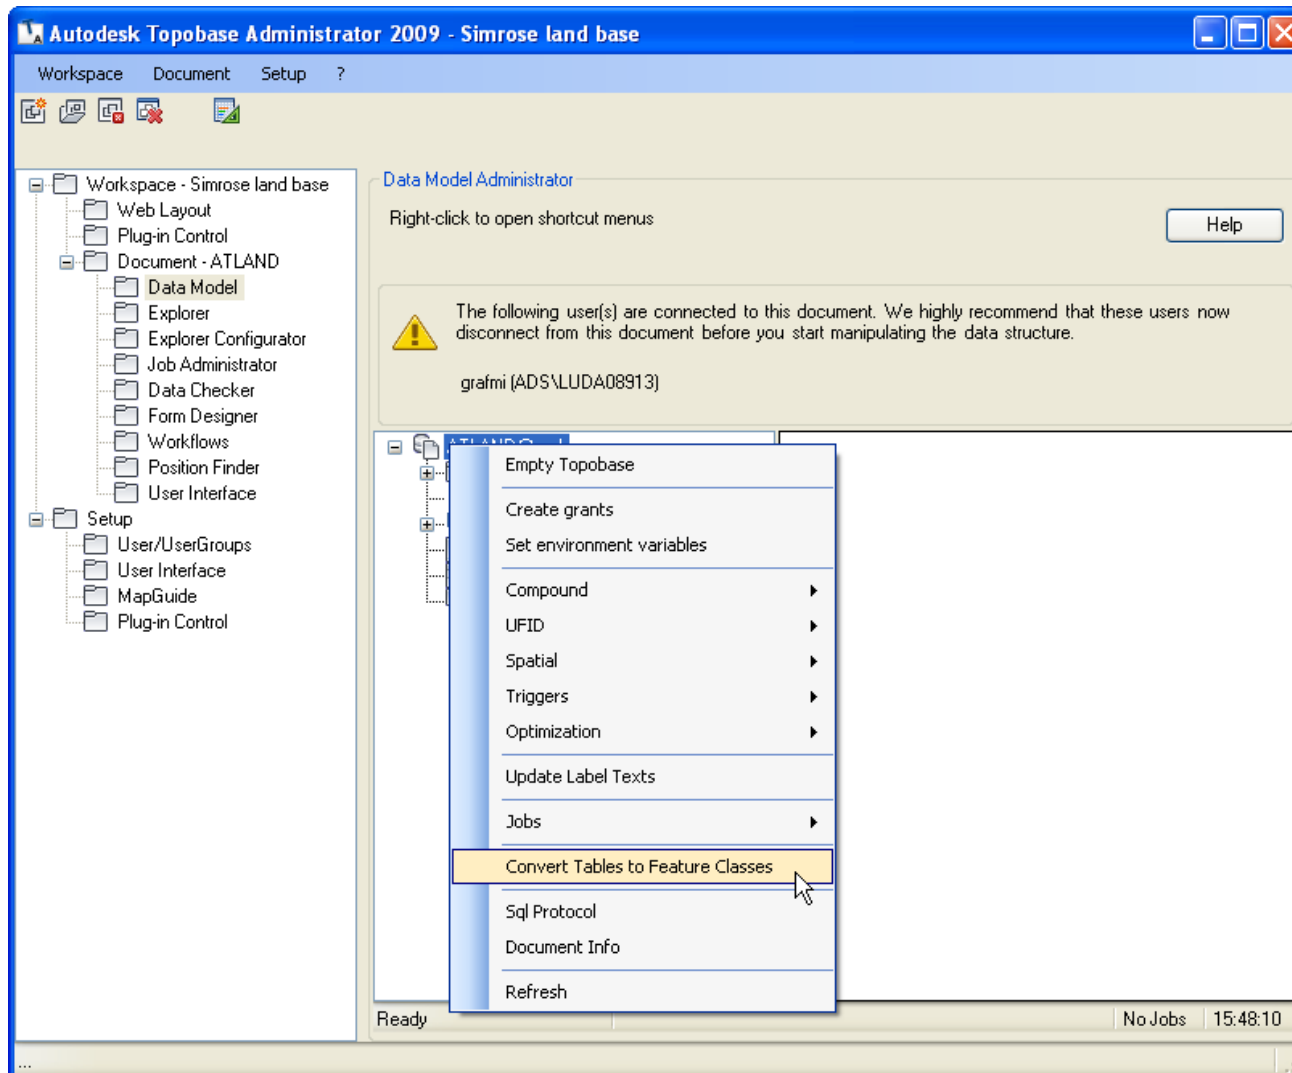 Autodesk Topobase Administrator 2009 - Simrose land base
Workspace Document Setup ?
Workspace - Simrose land base
Web Layout
Plug-in Control
Document - ATLAND
Data Model
Explorer
Explorer Configurator
Job Administrator
Data Checker
Form Designer
Workflows
Position Finder
User Interface
Setup
User/UserGroups
User Interface
MapGuide
Plug-in Control
Data Model Administrator
Right-click to open shortcut menus
Help
The following user(s) are connected to this document. We highly recommend that these users now
disconnect from this document before you start manipulating the data structure.
grafmi (ADS\LUDA08913)
Empty Topobase
Create grants
Set environment variables
Compound
UFID
Spatial
Triggers
Optimization
Update Label Texts
Jobs
Convert Tables to Feature Classes
Sql Protocol
Document Info
Refresh
Ready
No Jobs 15:48:10
...